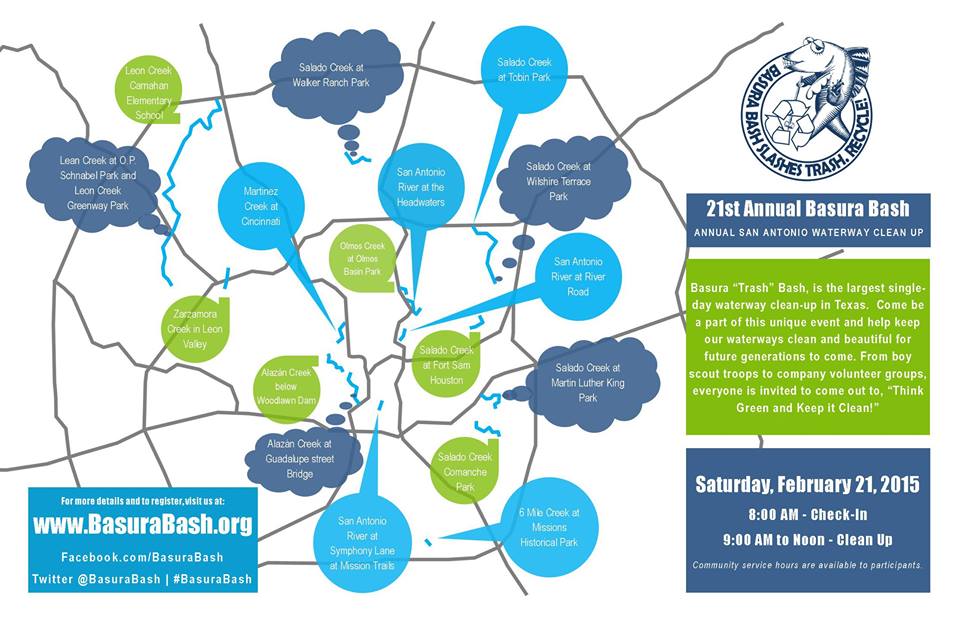 Leon Creek
Carnahan
Elementary
School
Salado Creek at
Walker Ranch Park
Salado Creek
at Tobin Park
Lean Creek at O.P.
Schnabel Park and
Leon Creek
Greenway Park
Martinez
Creek at
Cincinnati
San Antonio
River at the
Headwaters
Salado Creek at
Wilshire Terrace
Park
Olmos Creek
at Olmos
Basin Park
San Antonio
River at River
Road
Zarzamora
Creek in Leon
Valley
Salado Creek
at Fort Sam
Houston
Alazán Creek
below
Woodlawn Dam
Salado Creek at
Martin Luther King
Park
Alazán Creek at
Guadalupe street
Bridge
Salado Creek
Comanche
Park
San Antonio
River at
Symphony Lane
at Mission Trails
6 Mile Creek at
Missions
Historical Park
For more details and to register,visit us at:
www.BasuraBash.org
Facebook.com/BasuraBash
Twitter @BasuraBash | #BasuraBash
BASURA BASH SLASHES TRASH. RECYCLE!
21st Annual Basura Bash
ANNUAL SAN ANTONIO WATERWAY CLEAN UP
Basura “Trash” Bash, is the largest single-
day waterway clean-up in Texas. Come be
a part of this unique event and help keep
our waterways clean and beautiful for
future generations to come. From boy
scout troops to company volunteer groups,
everyone is invited to come out to, “Think
Green and Keep it Clean!”
Saturday, February 21, 2015
8:00 AM - Check-In
9:00 AM to Noon - Clean Up
Community service hours are available to participants.